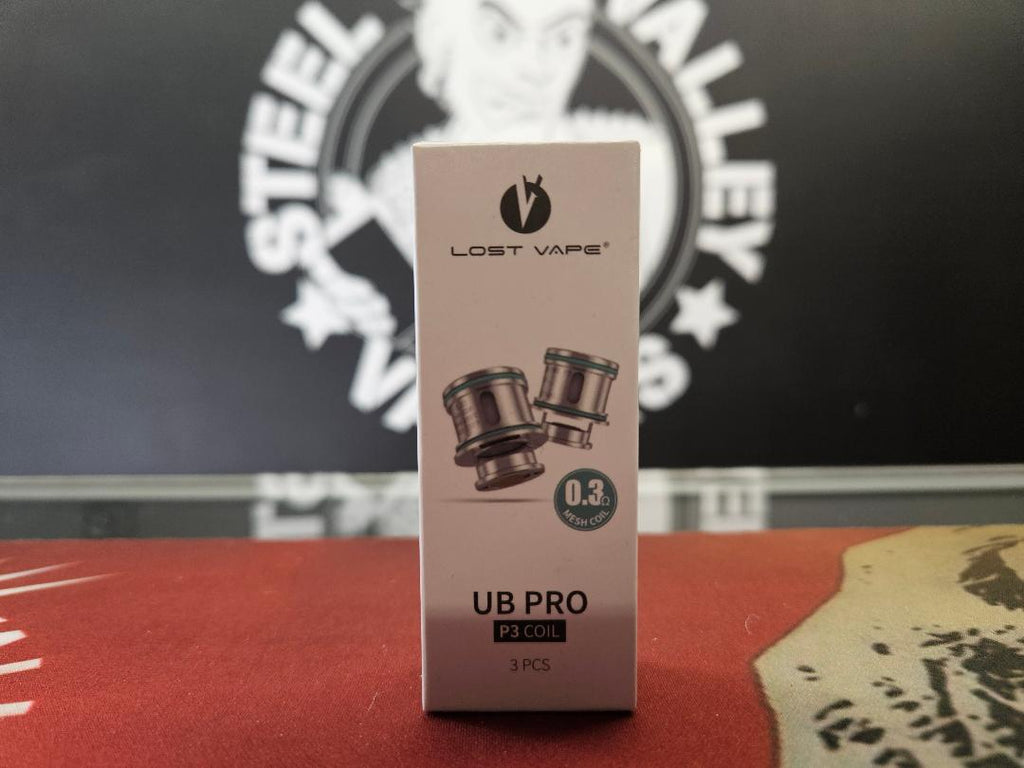 STEEL VALLEY
LOST VAPE®
0.3Ω
MESH COIL
UB PRO
P3 COIL
3 PCS